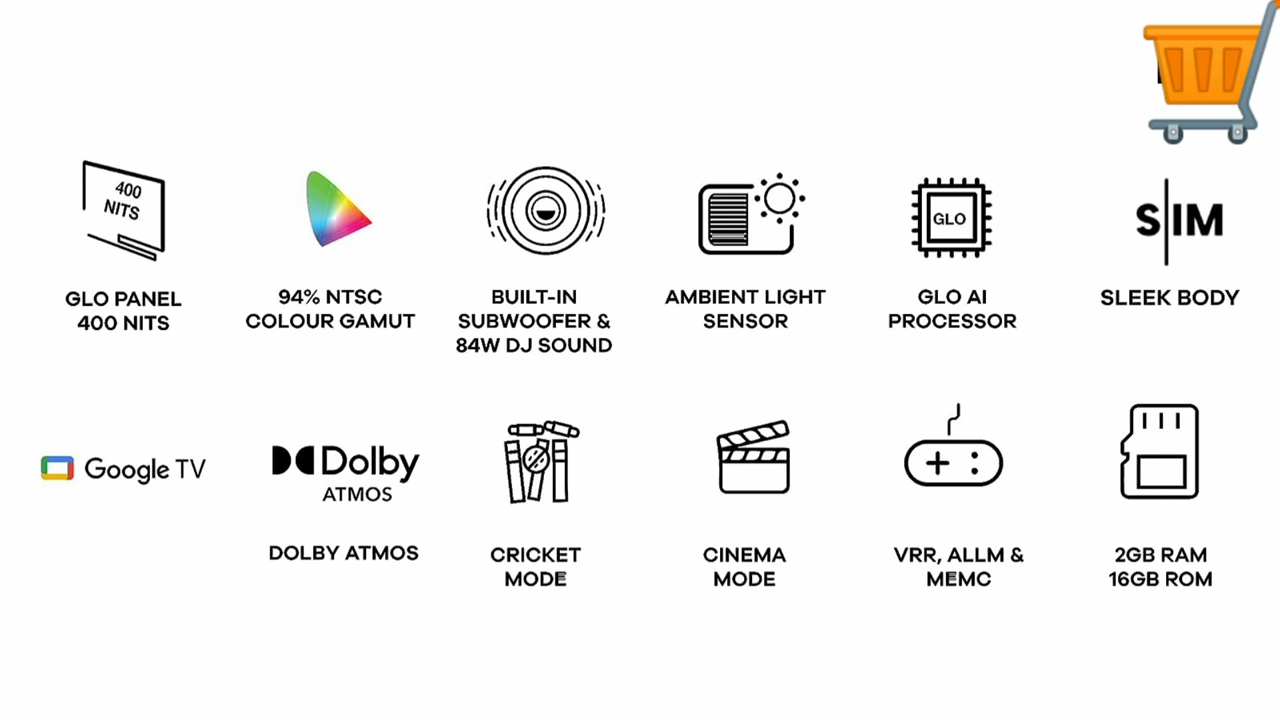 400
NITS
GLO
S|IM
GLO PANEL
400 NITS
94% NTSC
COLOUR GAMUT
BUILT-IN
SUBWOOFER &
84W DJ SOUND
AMBIENT LIGHT
SENSOR
GLO AI
PROCESSOR
SLEEK BODY
Google TV
Dolby
ATMOS
DOLBY ATMOS
CRICKET
MODE
CINEMA
MODE
VRR, ALLM &
MEMC
2GB RAM
16GB ROM